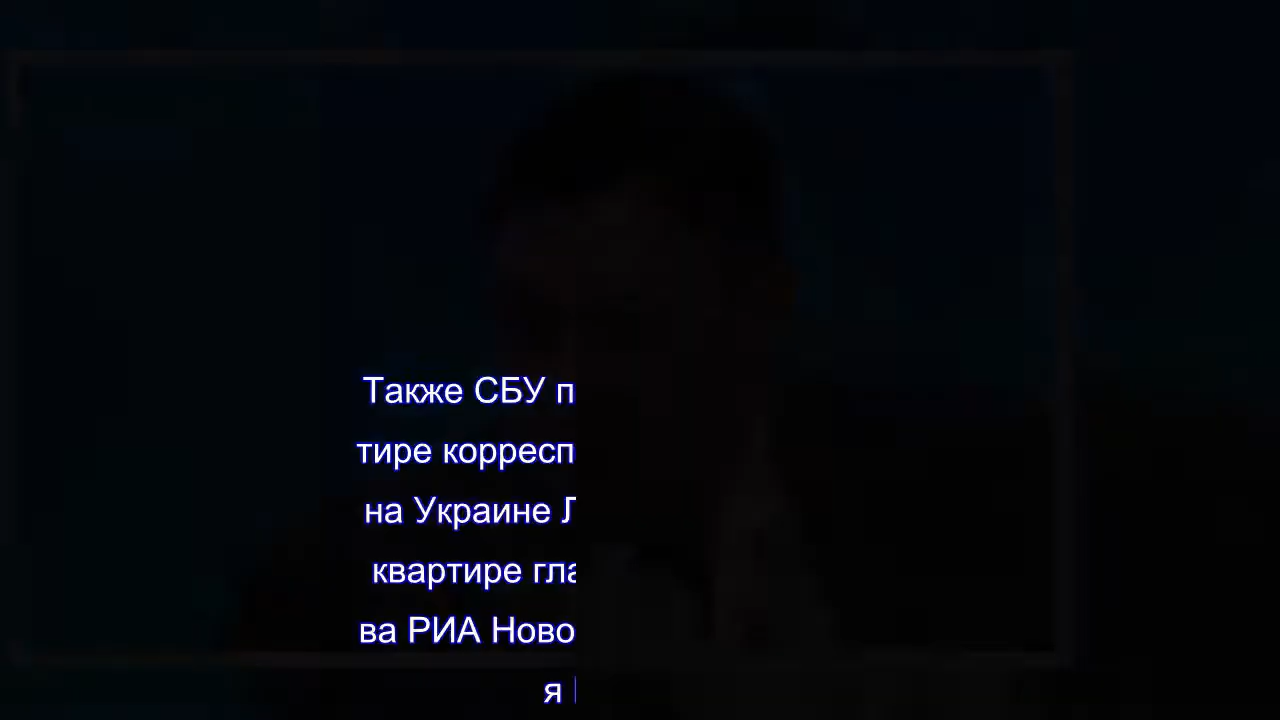 Также СБУ п
тире корресп
на Украине Л
квартире гла
ва РИА Ново
я